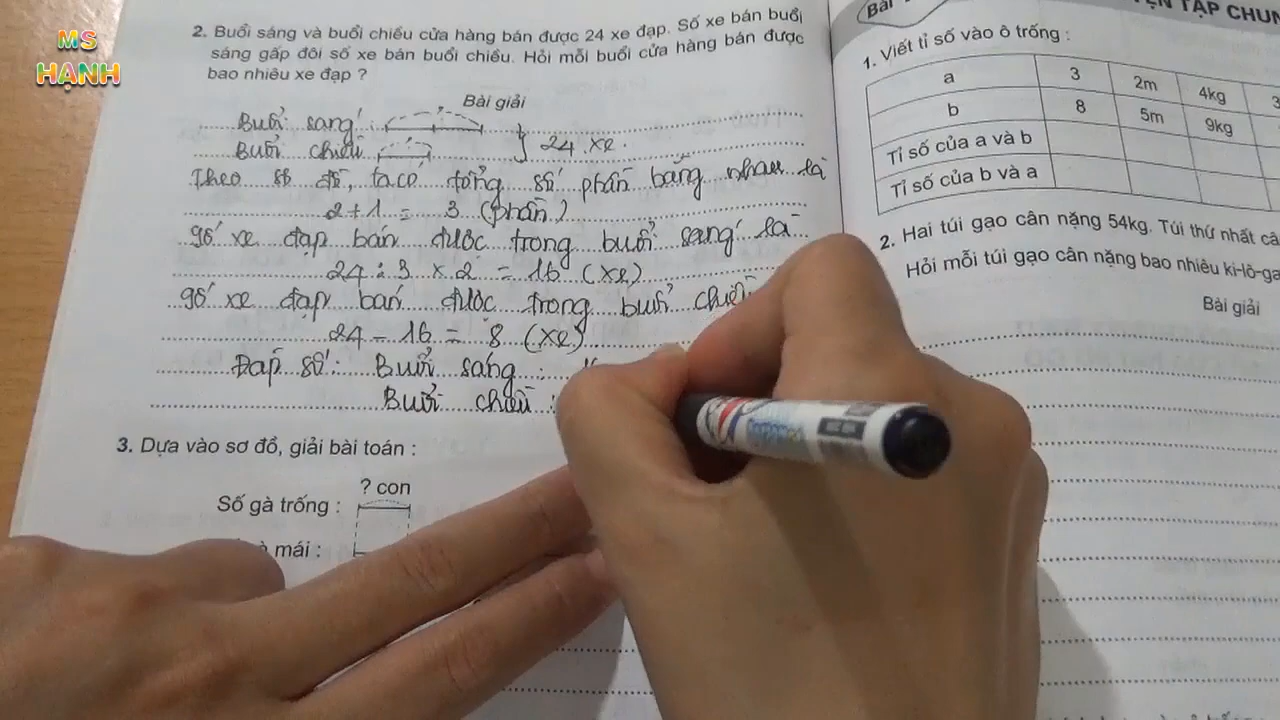 MS
HẠNH
2. Buổi sáng và buổi chiều cửa hàng bán được 24 xe đạp. Số xe bán buổi
sáng gấp đôi số xe bán buổi chiều. Hỏi mỗi buổi cửa hàng bán được
bao nhiêu xe đạp ?
Bài giải
Buổi sáng:
Buổi chiều
24 xe.
Theo sơ đồ, ta có tổng số phần bằng nhau là
2 + 1 = 3 (phần)
Số xe đạp bán được trong buổi sáng là
24 : 3 x 2 = 16 (xe)
Số xe đạp bán được trong buổi chiều
24 - 16 = 8 (xe)
Đáp số: Buổi sáng :
Buổi chiều :
3. Dựa vào sơ đồ, giải bài toán :
? con
Số gà trống :
mái :
Bài
TẬP CHUN
1. Viết tỉ số vào ô trống :
a 3 2m 4kg 3
b 8 5m 9kg
Tỉ số của a và b
Tỉ số của b và a
2. Hai túi gạo cân nặng 54kg. Túi thứ nhất câ
Hỏi mỗi túi gạo cân nặng bao nhiêu ki-lô-ga
Bài giải